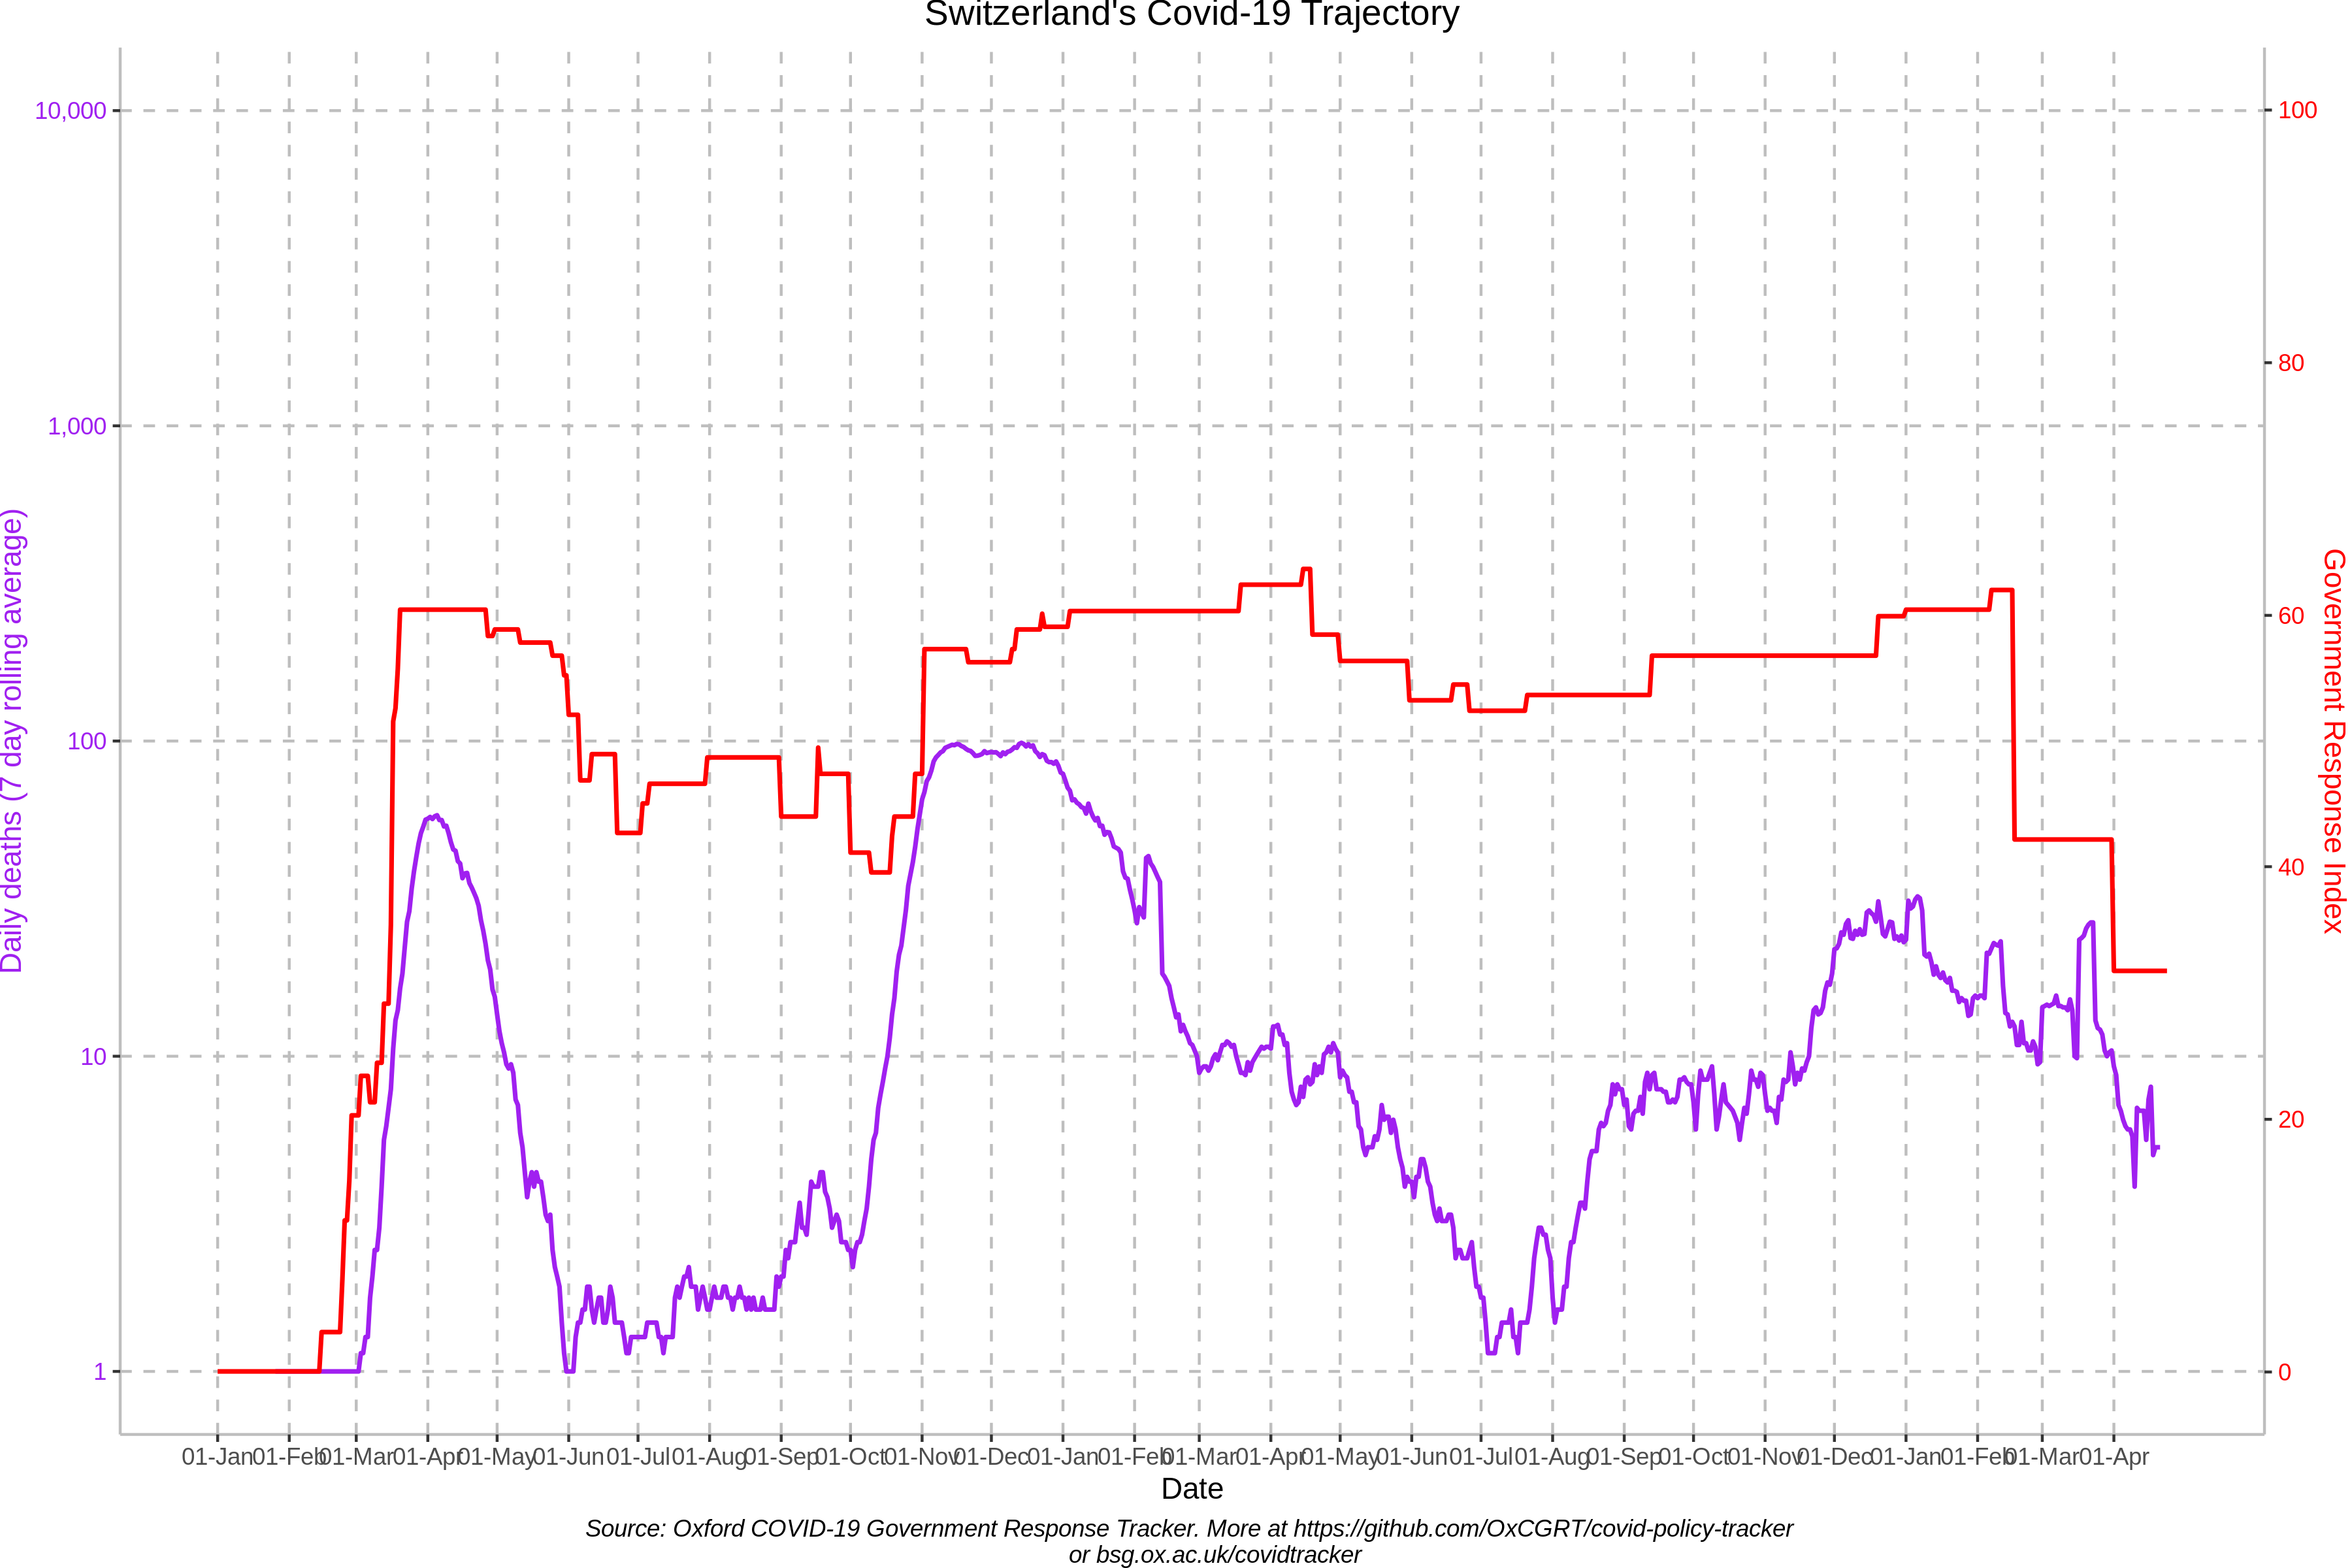 Switzerland's Covid-19 Trajectory
10,000
1,000
100
10
1
Daily deaths (7 day rolling average)
100
80
60
40
20
0
Government Response Index
01-Jan 01-Feb 01-Mar 01-Apr 01-May 01-Jun 01-Jul 01-Aug 01-Sep 01-Oct 01-Nov 01-Dec 01-Jan 01-Feb 01-Mar 01-Apr 01-May 01-Jun 01-Jul 01-Aug 01-Sep 01-Oct 01-Nov 01-Dec 01-Jan 01-Feb 01-Mar 01-Apr
Date
Source: Oxford COVID-19 Government Response Tracker. More at https://github.com/OxCGRT/covid-policy-tracker
or bsg.ox.ac.uk/covidtracker